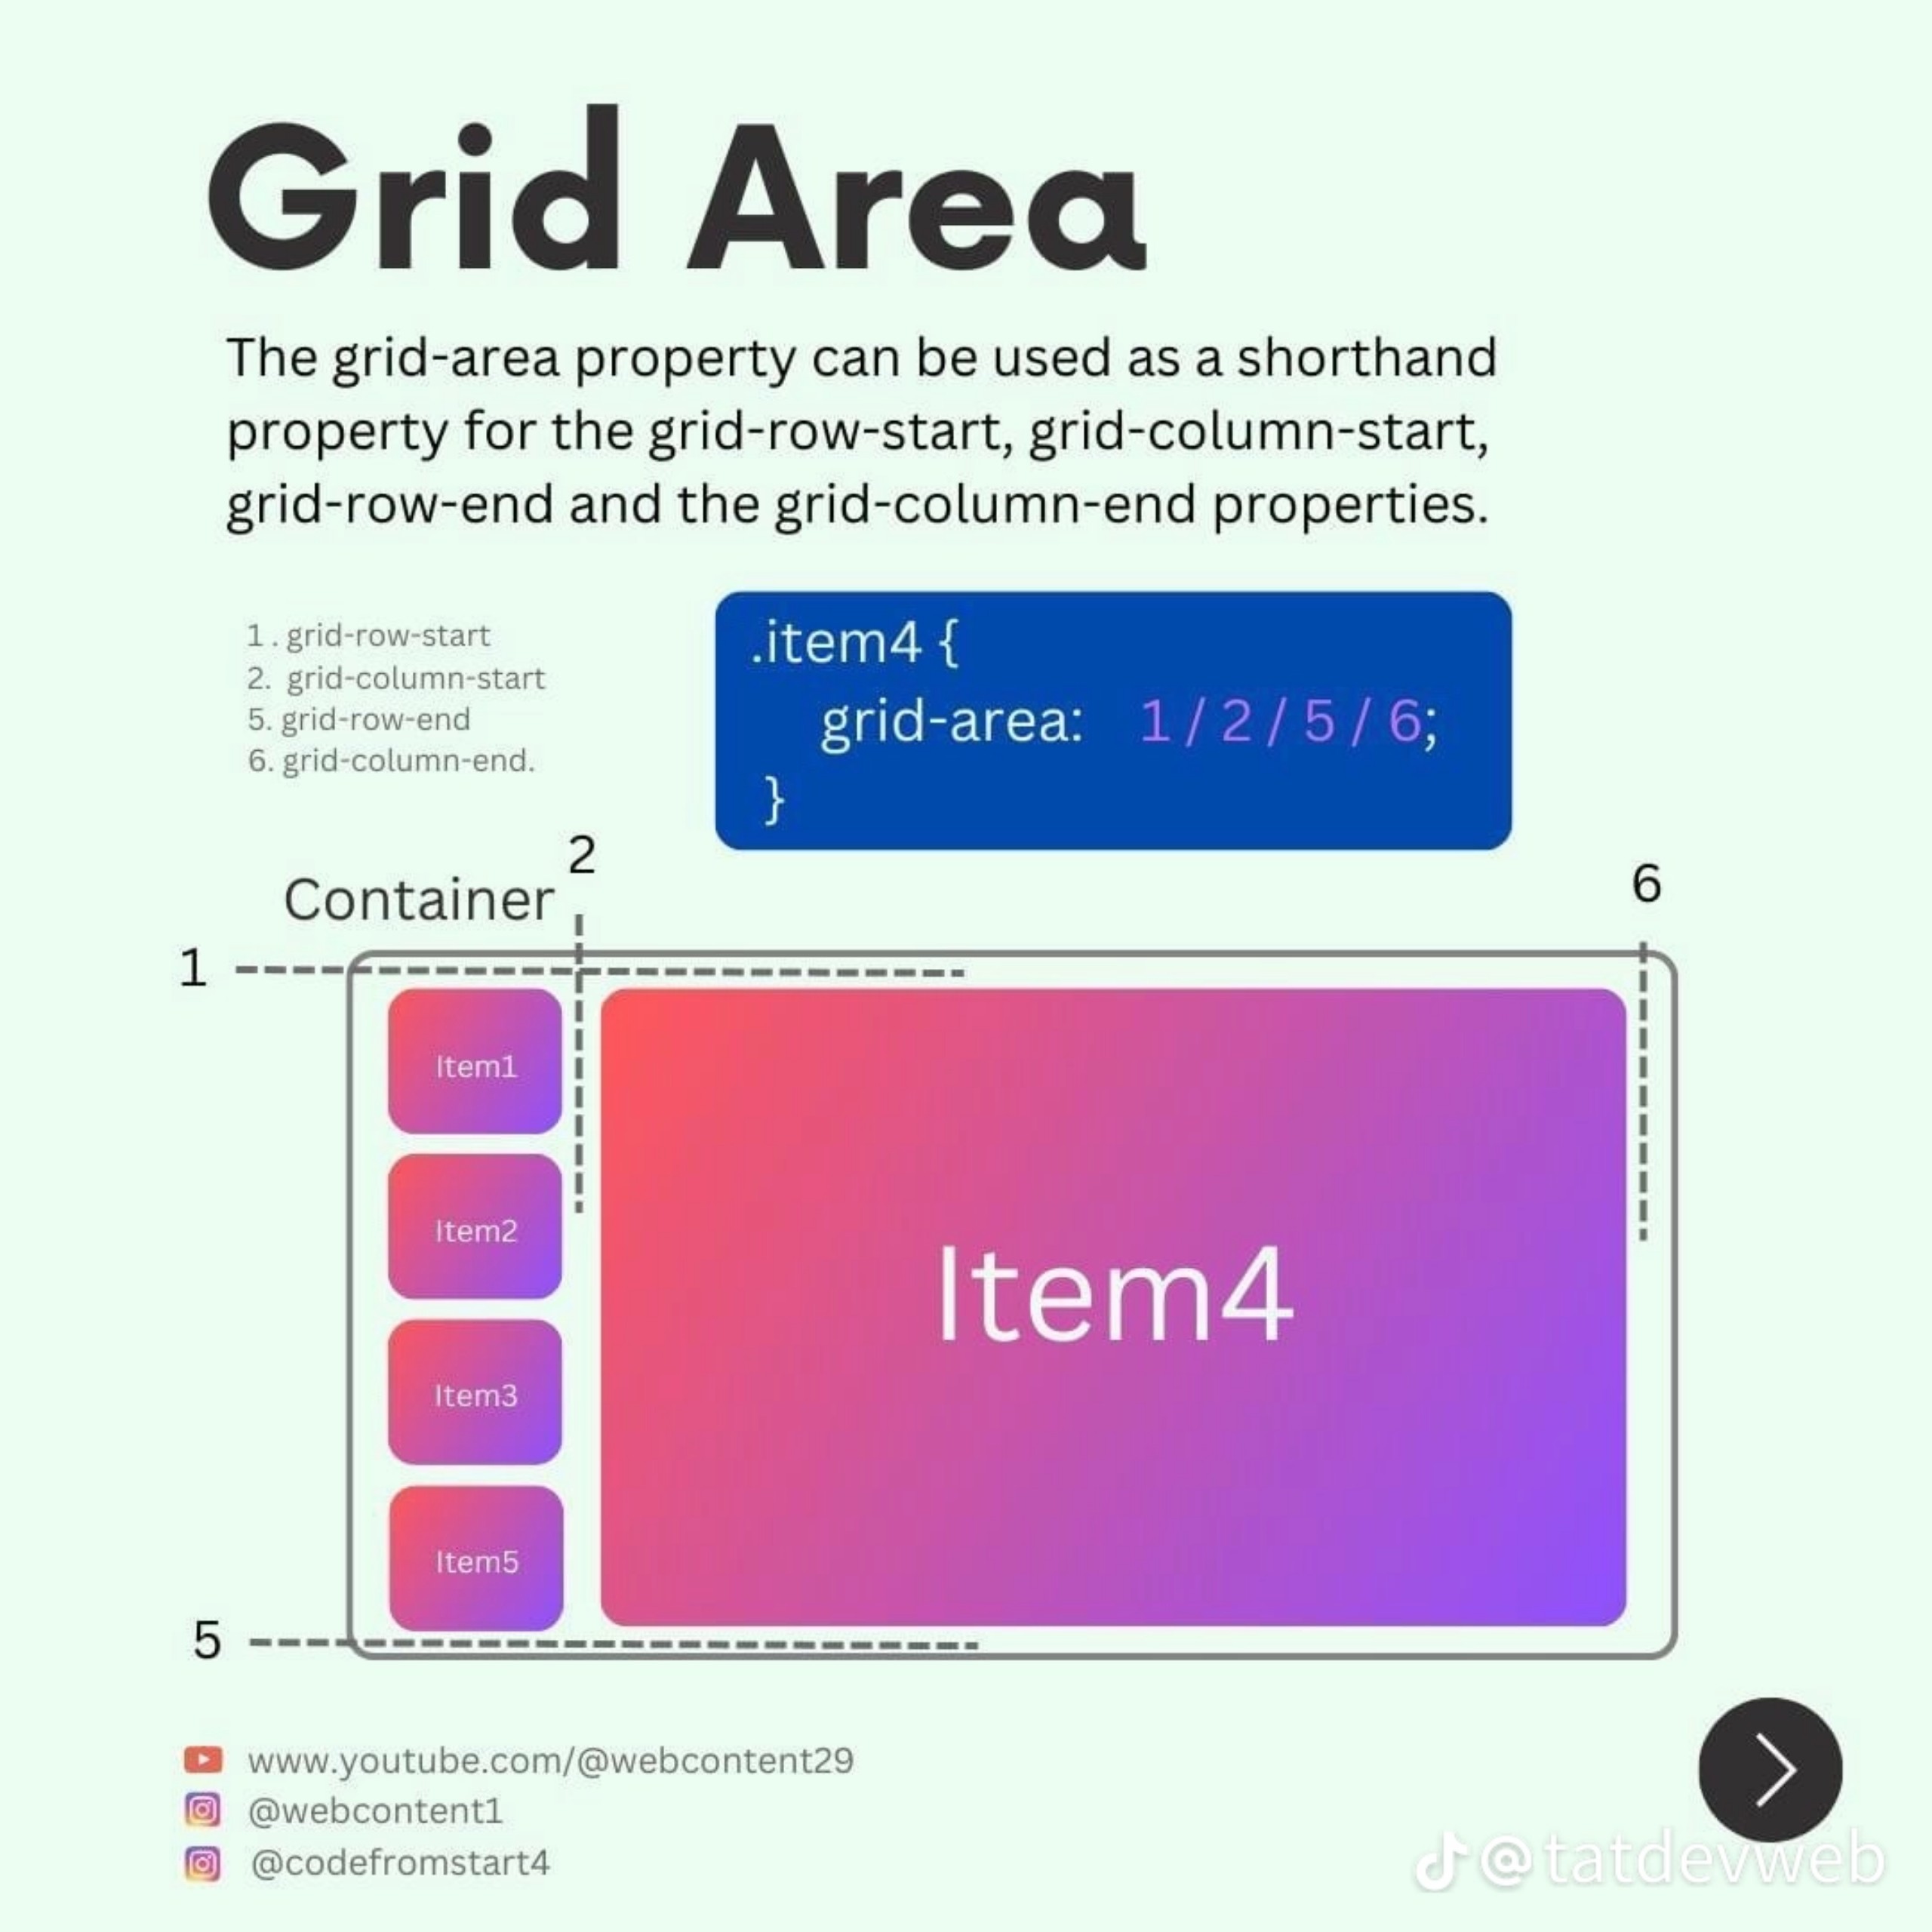 Grid Area
The grid-area property can be used as a shorthand
property for the grid-row-start, grid-column-start,
grid-row-end and the grid-column-end properties.
1 . grid-row-start
2. grid-column-start
5. grid-row-end
6. grid-column-end.
.item4 {
grid-area: 1 / 2 / 5 / 6;
}
2
6
Container
1
Item1
Item2
Item3
Item4
Item5
5
www.youtube.com/@webcontent29
@webcontent1
@codefromstart4
@tatdevweb